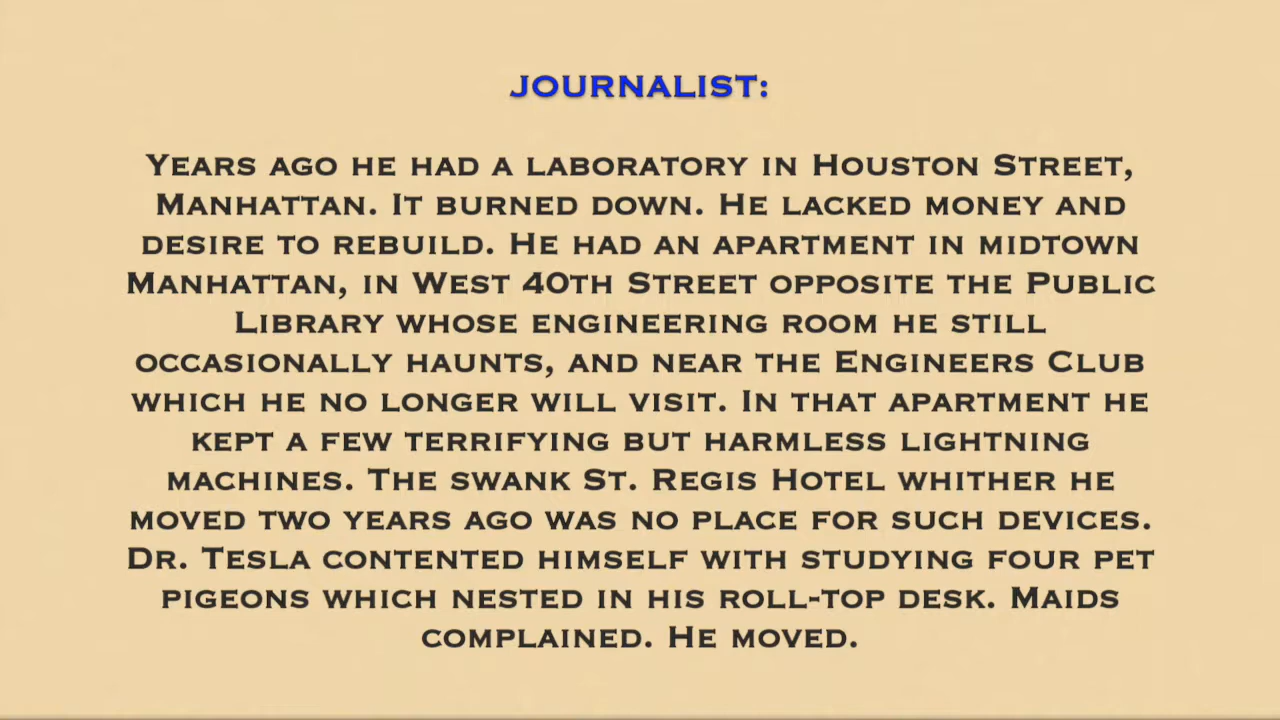 JOURNALIST:
Years ago he had a laboratory in Houston Street,
Manhattan. It burned down. He lacked money and
desire to rebuild. He had an apartment in midtown
Manhattan, in West 40th Street opposite the Public
Library whose engineering room he still
occasionally haunts, and near the Engineers Club
which he no longer will visit. In that apartment he
kept a few terrifying but harmless lightning
machines. The swank St. Regis Hotel whither he
moved two years ago was no place for such devices.
Dr. Tesla contented himself with studying four pet
pigeons which nested in his roll-top desk. Maids
complained. He moved.